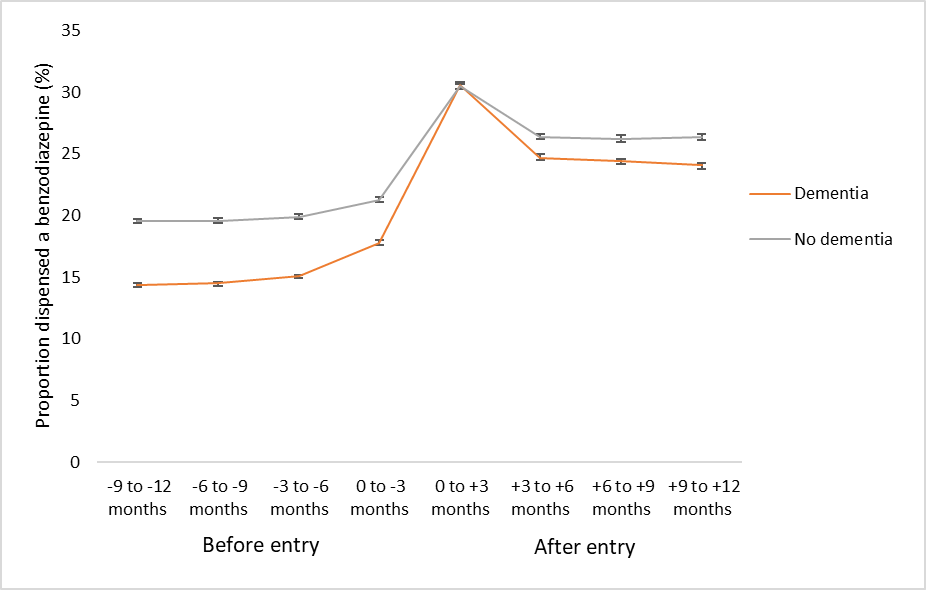 Proportion dispensed a benzodiazepine (%)
35
30
25
20
15
10
5
0
-9 to -12 months
-6 to -9 months
-3 to -6 months
0 to -3 months
0 to +3 months
+3 to +6 months
+6 to +9 months
+9 to +12 months
Before entry
After entry
Dementia
No dementia